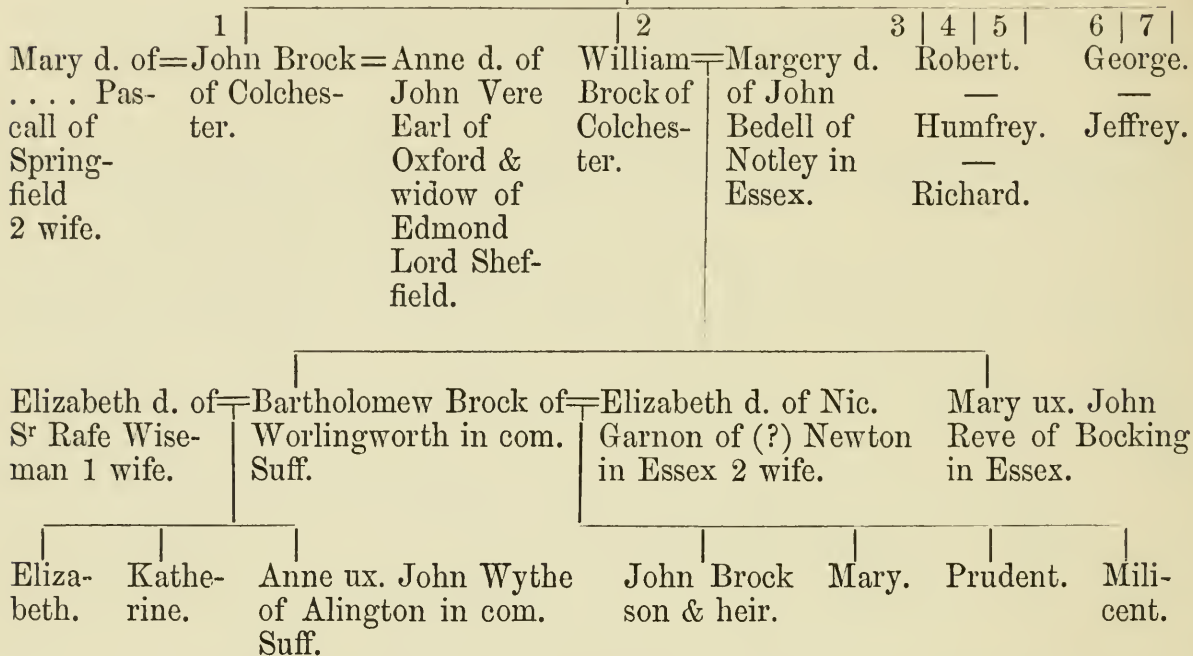 1 2 3 4 5 6 7
Mary d. of=John Brock=Anne d. of William=Margery d. Robert. George.
. . . . Pas- of Colches- John Vere Brock of of John — —
call of ter. Earl of Colches- Bedell of Humfrey. Jeffrey.
Spring- Oxford & ter. Notley in —
field widow of Essex. Richard.
2 wife. Edmond
Lord Shef-
field.
Elizabeth d. of=Bartholomew Brock of=Elizabeth d. of Nic. Mary ux. John
Sʳ Rafe Wise- Worlingworth in com. Garnon of (?) Newton Reve of Bocking
man 1 wife. Suff. in Essex 2 wife. in Essex.
Eliza- Kathe- Anne ux. John Wythe John Brock Mary. Prudent. Mili-
beth. rine. of Alington in com. son & heir. cent.
Suff.